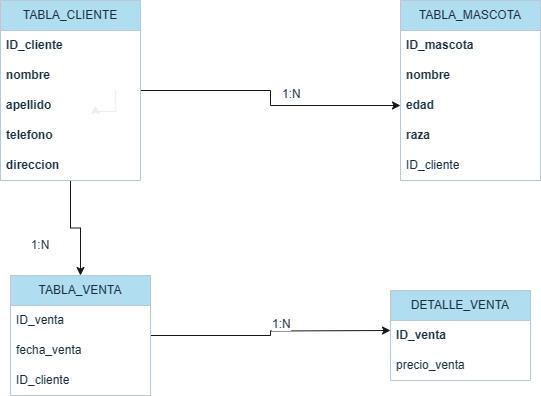 TABLA_CLIENTE
ID_cliente
nombre
apellido
telefono
direccion
1:N
TABLA_MASCOTA
ID_mascota
nombre
edad
raza
ID_cliente
1:N
TABLA_VENTA
ID_venta
fecha_venta
ID_cliente
1:N
DETALLE_VENTA
ID_venta
precio_venta